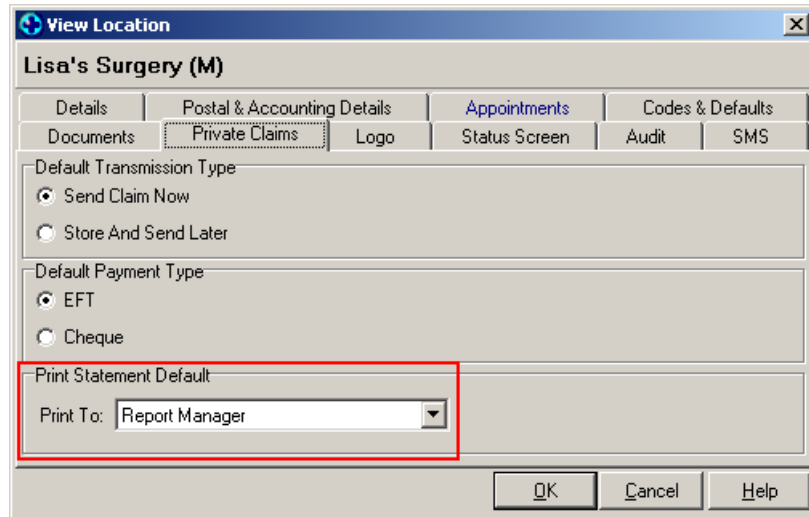 View Location
Lisa's Surgery (M)
Details Postal & Accounting Details Appointments Codes & Defaults
Documents Private Claims Logo Status Screen Audit SMS
Default Transmission Type
Send Claim Now
Store And Send Later
Default Payment Type
EFT
Cheque
Print Statement Default
Print To: Report Manager
OK Cancel Help